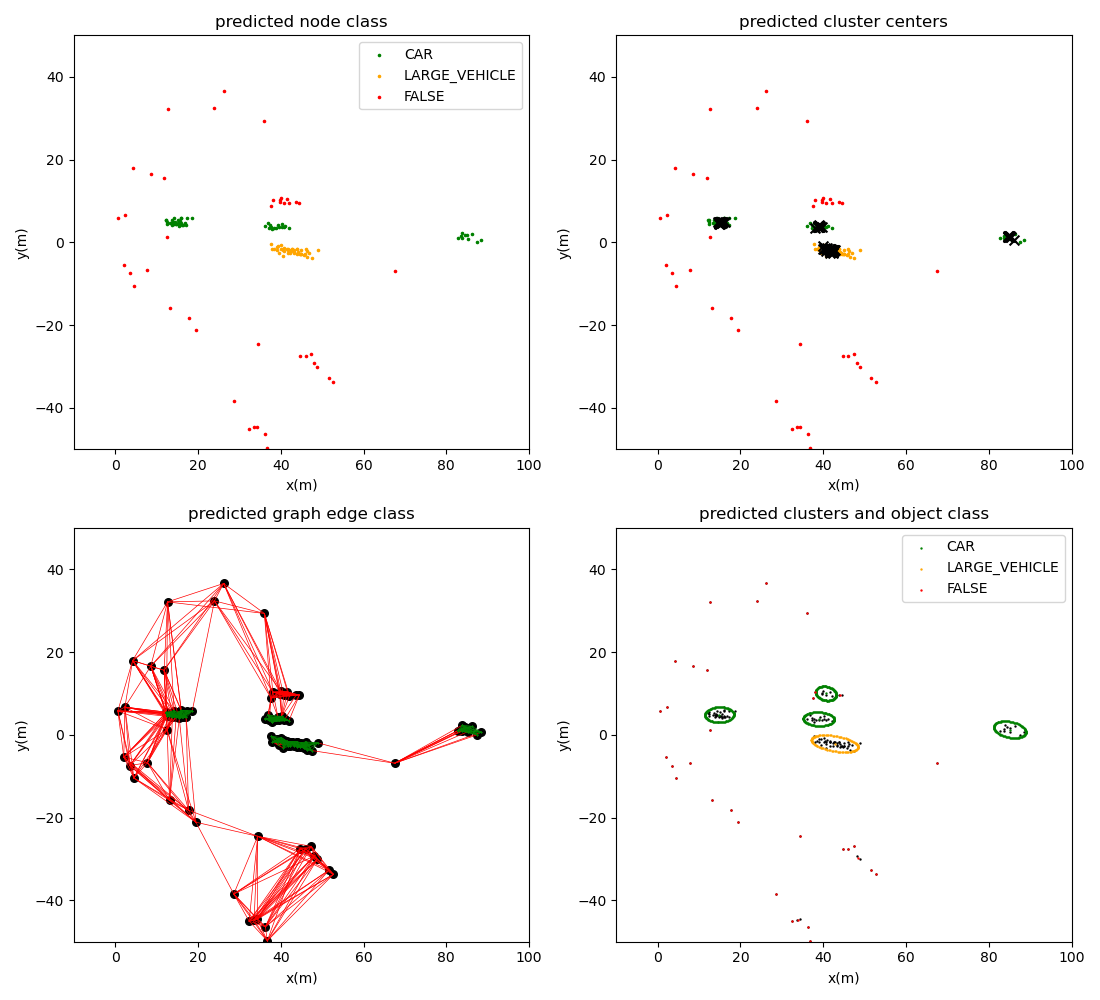 predicted node class
CAR
LARGE_VEHICLE
FALSE
40
20
0
−20
−40
y(m)
0 20 40 60 80 100
x(m)
predicted cluster centers
40
20
0
−20
−40
y(m)
0 20 40 60 80 100
x(m)
predicted graph edge class
40
20
0
−20
−40
y(m)
0 20 40 60 80 100
x(m)
predicted clusters and object class
CAR
LARGE_VEHICLE
FALSE
40
20
0
−20
−40
y(m)
0 20 40 60 80 100
x(m)